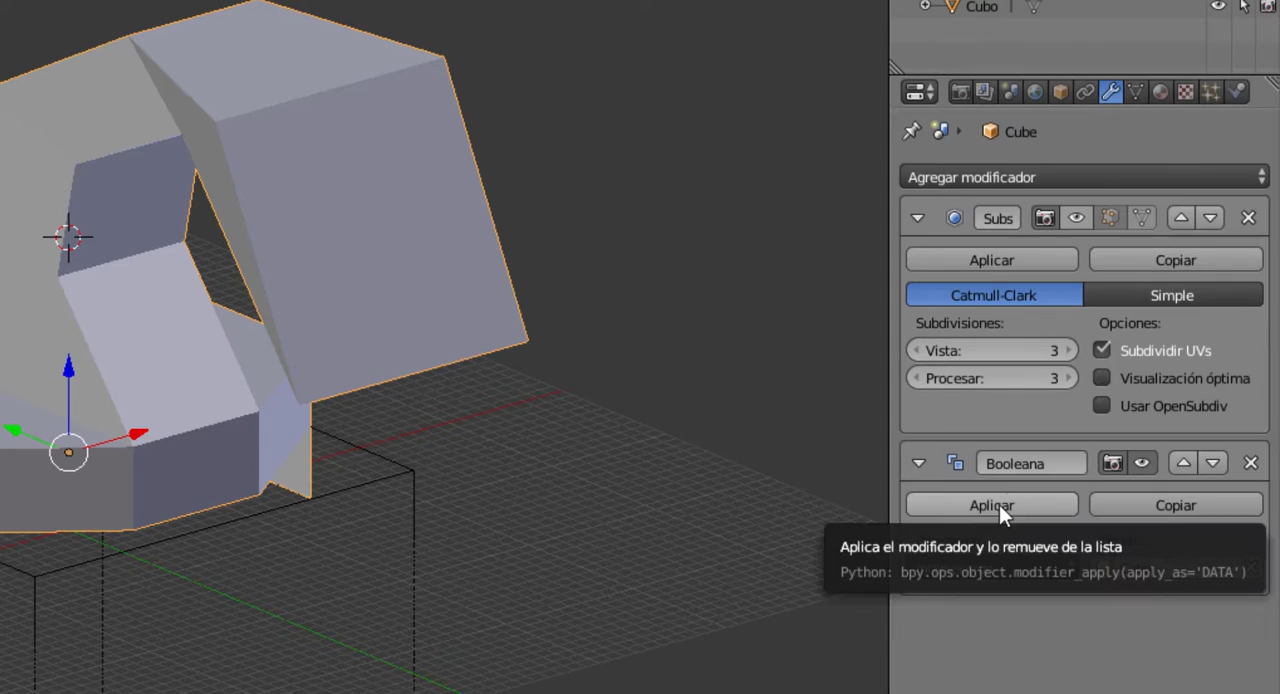 Cubo
Cube
Agregar modificador
Subs
Aplicar
Copiar
Catmull-Clark
Simple
Subdivisiones:
Opciones:
Vista: 3
Subdividir UVs
Procesar: 3
Visualización óptima
Usar OpenSubdiv
Booleana
Aplicar
Copiar
Aplica el modificador y lo remueve de la lista
Python: bpy.ops.object.modifier_apply(apply_as='DATA')